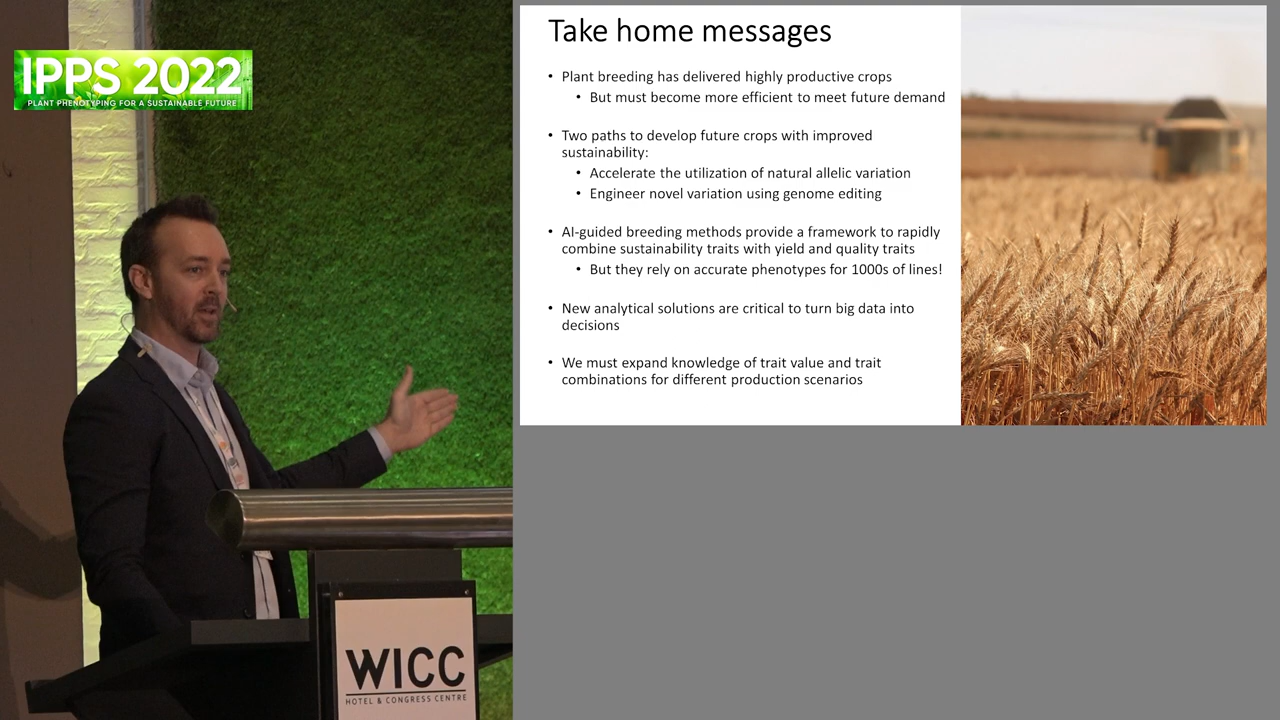 IPPS 2022
PLANT PHENOTYPING FOR A SUSTAINABLE FUTURE
Take home messages
• Plant breeding has delivered highly productive crops
• But must become more efficient to meet future demand
• Two paths to develop future crops with improved
sustainability:
• Accelerate the utilization of natural allelic variation
• Engineer novel variation using genome editing
• AI-guided breeding methods provide a framework to rapidly
combine sustainability traits with yield and quality traits
• But they rely on accurate phenotypes for 1000s of lines!
• New analytical solutions are critical to turn big data into
decisions
• We must expand knowledge of trait value and trait
combinations for different production scenarios
WICC
HOTEL & CONGRESS CENTRE